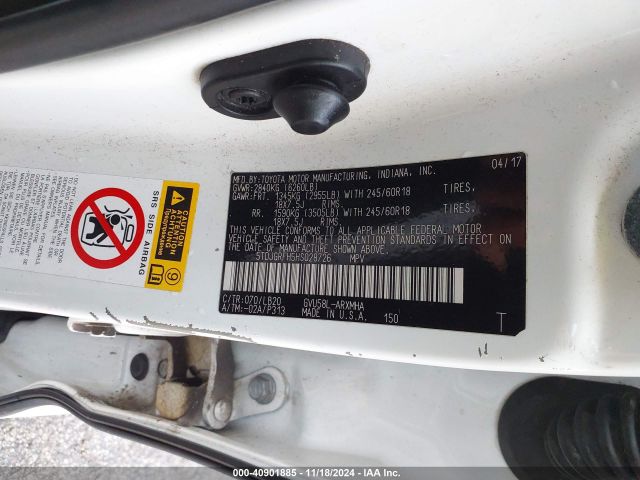 MFD.BY:TOYOTA MOTOR MANUFACTURING, INDIANA, INC. 04/17
GVWR:2840KG (6260LB)
GAWR:FRT. 1345KG (2955LB) WITH 245/60R18 TIRES.
18X7.5J RIMS
RR. 1590KG (3505LB) WITH 245/60R18 TIRES.
18X7.5J RIMS
THIS VEHICLE CONFORMS TO ALL APPLICABLE FEDERAL MOTOR
VEHICLE SAFETY, BUMPER, AND THEFT PREVENTION STANDARDS IN EFFECT ON
THE DATE OF MANUFACTURE SHOWN ABOVE.
MPV
C/TR:070/LB20 GVU58L-ARXMHA
A/TM:-02A/P313 MADE IN U.S.A. 150 T
SRS SIDE AIRBAG
ATTENTION
ACHTUNG
9
000-40901885 - 11/18/2024 - IAA Inc.